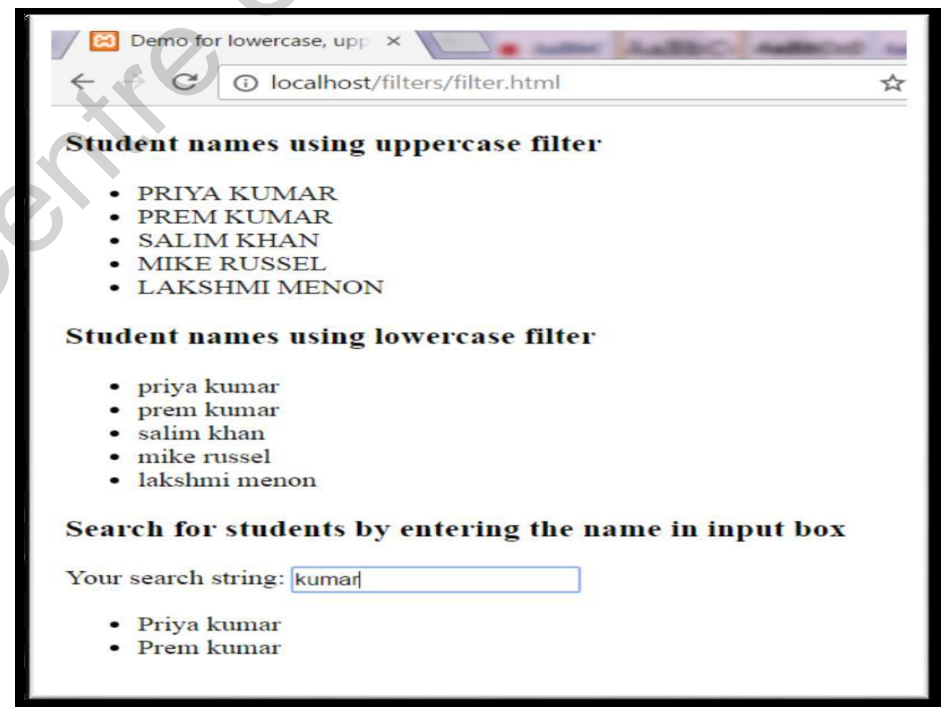 Demo for lowercase, upp
localhost/filters/filter.html
Student names using uppercase filter
PRIYA KUMAR
PREM KUMAR
SALIM KHAN
MIKE RUSSEL
LAKSHMI MENON
Student names using lowercase filter
priya kumar
prem kumar
salim khan
mike russel
lakshmi menon
Search for students by entering the name in input box
Your search string: kumar
Priya kumar
Prem kumar
centre